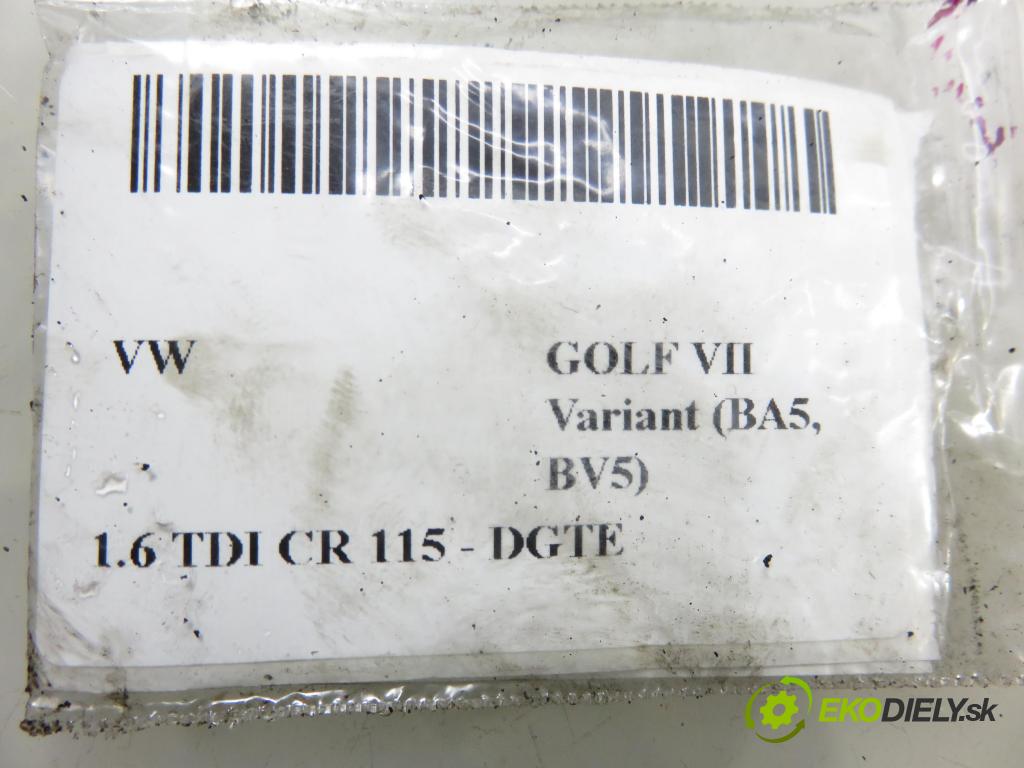 VW
GOLF VII
Variant (BA5,
BV5)
1.6 TDI CR 115 - DGTE
EKODIELY.sk